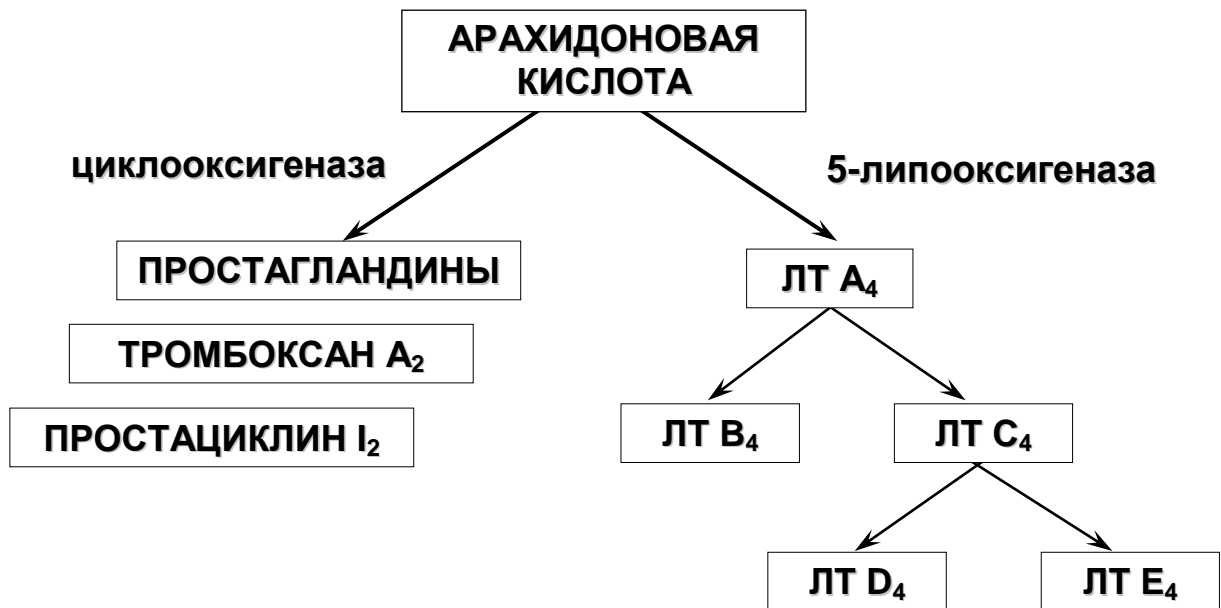 АРАХИДОНОВАЯ
КИСЛОТА
циклооксигеназа
5-липооксигеназа
ПРОСТАГЛАНДИНЫ
ЛТ A₄
ТРОМБОКСАН A₂
ПРОСТАЦИКЛИН I₂
ЛТ B₄
ЛТ C₄
ЛТ D₄
ЛТ E₄